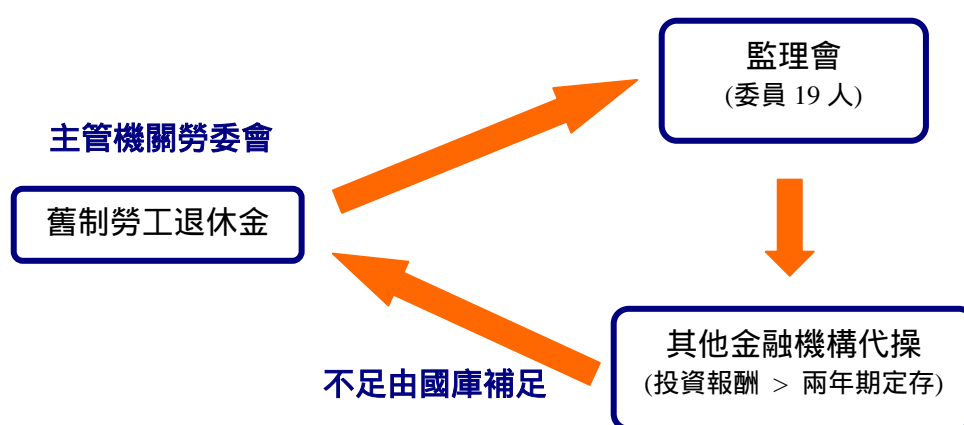 監理會
(委員 19 人)
主管機關勞委會
舊制勞工退休金
其他金融機構代操
(投資報酬 > 兩年期定存)
不足由國庫補足